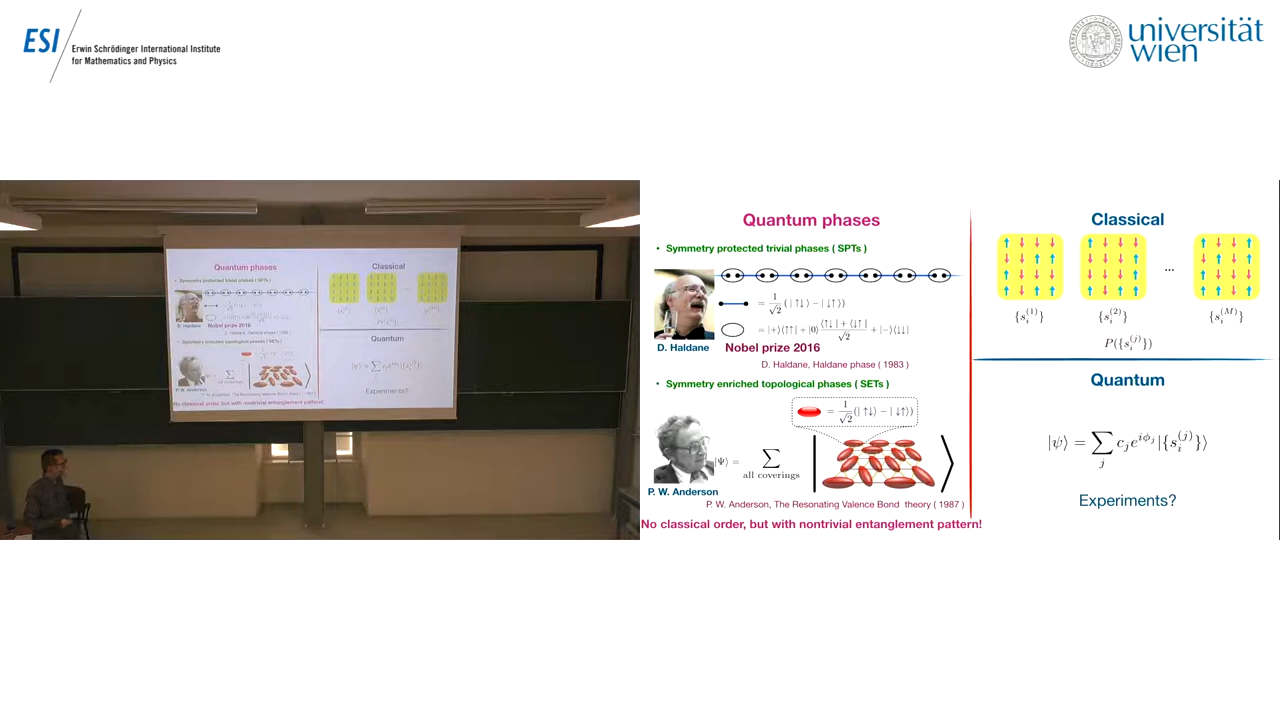 ESI
Erwin Schrödinger International Institute
for Mathematics and Physics
universität
wien
Quantum phases
• Symmetry protected trivial phases ( SPTs )
= 1/√2 ( | ↑↓⟩ − | ↓↑⟩ )
= |+⟩⟨↑↑| + |0⟩ (⟨↑↓| + ⟨↓↑|)/√2 + |−⟩⟨↓↓|
D. Haldane
Nobel prize 2016
D. Haldane, Haldane phase ( 1983 )
• Symmetry enriched topological phases ( SETs )
= 1/√2 (| ↑↓⟩ − | ↓↑⟩)
|Ψ⟩ = ∑
all coverings
P. W. Anderson
P. W. Anderson, The Resonating Valence Bond theory ( 1987 )
No classical order, but with nontrivial entanglement pattern!
Classical
...
{s_i^{(1)}} {s_i^{(2)}} {s_i^{(M)}}
P({s_i^{(j)}})
Quantum
|ψ⟩ = ∑_j c_j e^{iϕ_j} |{s_i^{(j)}}⟩
Experiments?